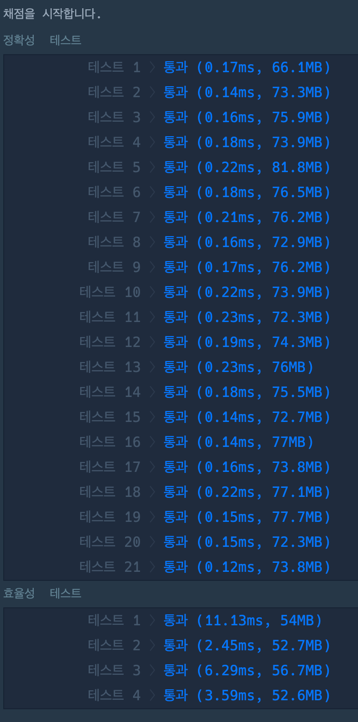 채점을 시작합니다.
정확성 테스트
테스트 1 > 통과 (0.17ms, 66.1MB)
테스트 2 > 통과 (0.14ms, 73.3MB)
테스트 3 > 통과 (0.16ms, 75.9MB)
테스트 4 > 통과 (0.18ms, 73.9MB)
테스트 5 > 통과 (0.22ms, 81.8MB)
테스트 6 > 통과 (0.18ms, 76.5MB)
테스트 7 > 통과 (0.21ms, 76.2MB)
테스트 8 > 통과 (0.16ms, 72.9MB)
테스트 9 > 통과 (0.17ms, 76.2MB)
테스트 10 > 통과 (0.22ms, 73.9MB)
테스트 11 > 통과 (0.23ms, 72.3MB)
테스트 12 > 통과 (0.19ms, 74.3MB)
테스트 13 > 통과 (0.23ms, 76MB)
테스트 14 > 통과 (0.18ms, 75.5MB)
테스트 15 > 통과 (0.14ms, 72.7MB)
테스트 16 > 통과 (0.14ms, 77MB)
테스트 17 > 통과 (0.16ms, 73.8MB)
테스트 18 > 통과 (0.22ms, 77.1MB)
테스트 19 > 통과 (0.15ms, 77.7MB)
테스트 20 > 통과 (0.15ms, 72.3MB)
테스트 21 > 통과 (0.12ms, 73.8MB)
효율성 테스트
테스트 1 > 통과 (11.13ms, 54MB)
테스트 2 > 통과 (2.45ms, 52.7MB)
테스트 3 > 통과 (6.29ms, 56.7MB)
테스트 4 > 통과 (3.59ms, 52.6MB)